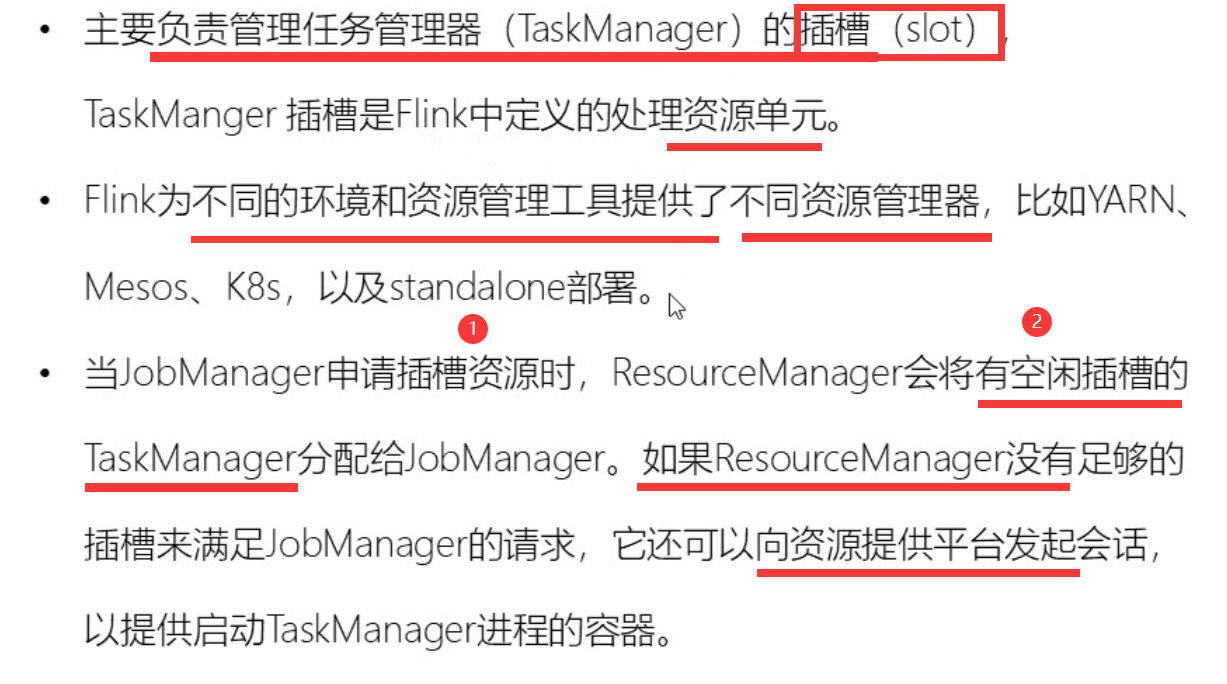 • 主要负责管理任务管理器（TaskManager）的插槽（slot），
TaskManger 插槽是Flink中定义的处理资源单元。
• Flink为不同的环境和资源管理工具提供了不同资源管理器，比如YARN、
Mesos、K8s，以及standalone部署。
1 2
• 当JobManager申请插槽资源时，ResourceManager会将有空闲插槽的
TaskManager分配给JobManager。如果ResourceManager没有足够的
插槽来满足JobManager的请求，它还可以向资源提供平台发起会话，
以提供启动TaskManager进程的容器。